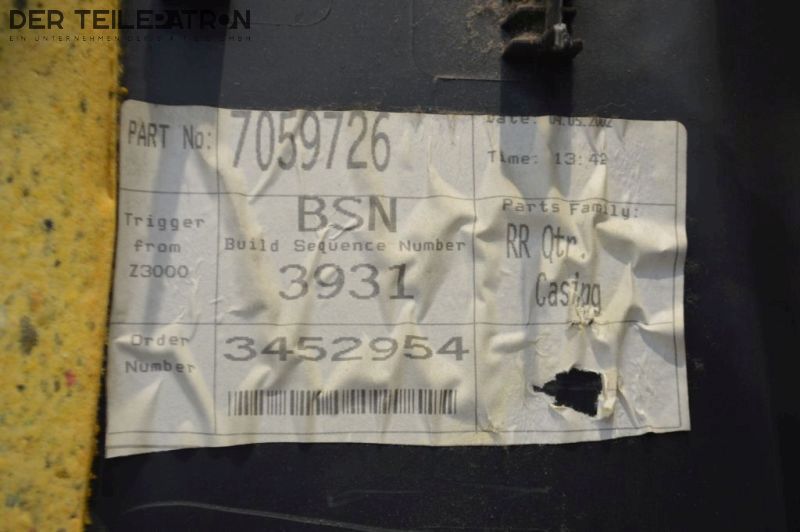 DER TEILEPATRON
PART No: 7059726
Date: 04.05.2002
Time: 13:42
Trigger from Z3000
BSN
Build Sequence Number
3931
Parts Family:
RR Qtr.
Casing
Order Number
3452954